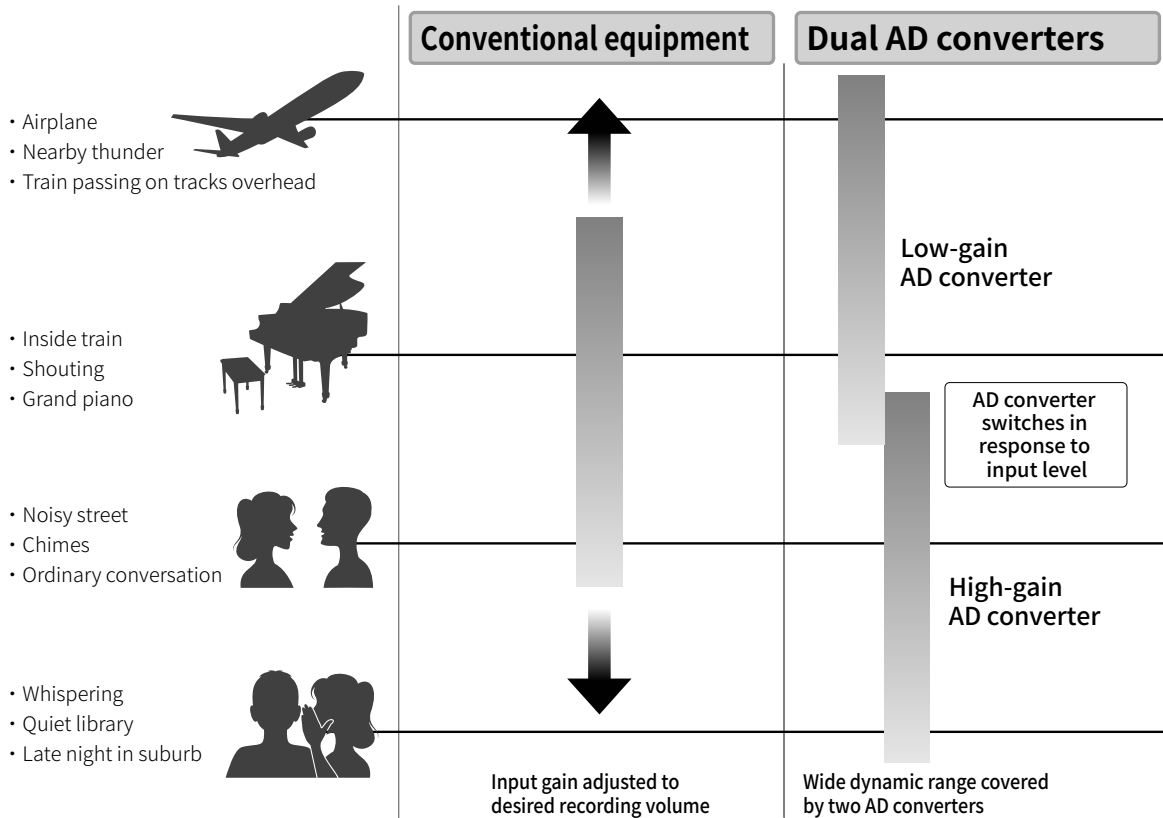 Conventional equipment
Dual AD converters
・Airplane
・Nearby thunder
・Train passing on tracks overhead
・Inside train
・Shouting
・Grand piano
・Noisy street
・Chimes
・Ordinary conversation
・Whispering
・Quiet library
・Late night in suburb
Input gain adjusted to
desired recording volume
Low-gain
AD converter
AD converter
switches in
response to
input level
High-gain
AD converter
Wide dynamic range covered
by two AD converters